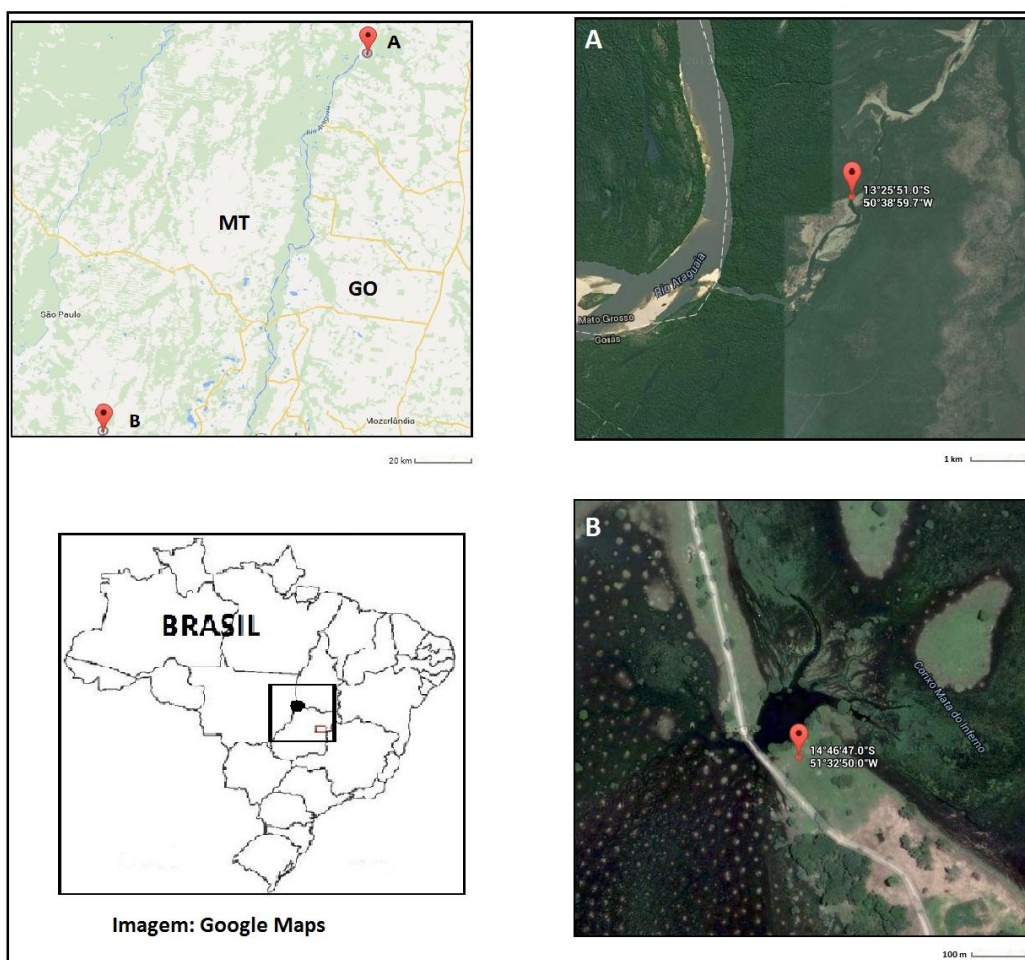 A
Rio Araguaia
MT
GO
São Paulo
B
Mozarlândia
20 km
A
13°25'51.0"S
50°38'59.7"W
Rio Araguaia
Mato Grosso
Goiás
1 km
BRASIL
Imagem: Google Maps
B
Corixo Mata do Inferno
14°46'47.0"S
51°32'50.0"W
100 m